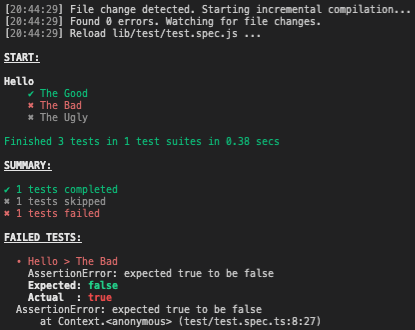 [20:44:29] File change detected. Starting incremental compilation...
[20:44:29] Found 0 errors. Watching for file changes.
[20:44:29] Reload lib/test/test.spec.js ...
START:
Hello
✔ The Good
✖ The Bad
✖ The Ugly
Finished 3 tests in 1 test suites in 0.38 secs
SUMMARY:
✔ 1 tests completed
✖ 1 tests skipped
✖ 1 tests failed
FAILED TESTS:
• Hello > The Bad
AssertionError: expected true to be false
Expected: false
Actual : true
AssertionError: expected true to be false
at Context.<anonymous> (test/test.spec.ts:8:27)